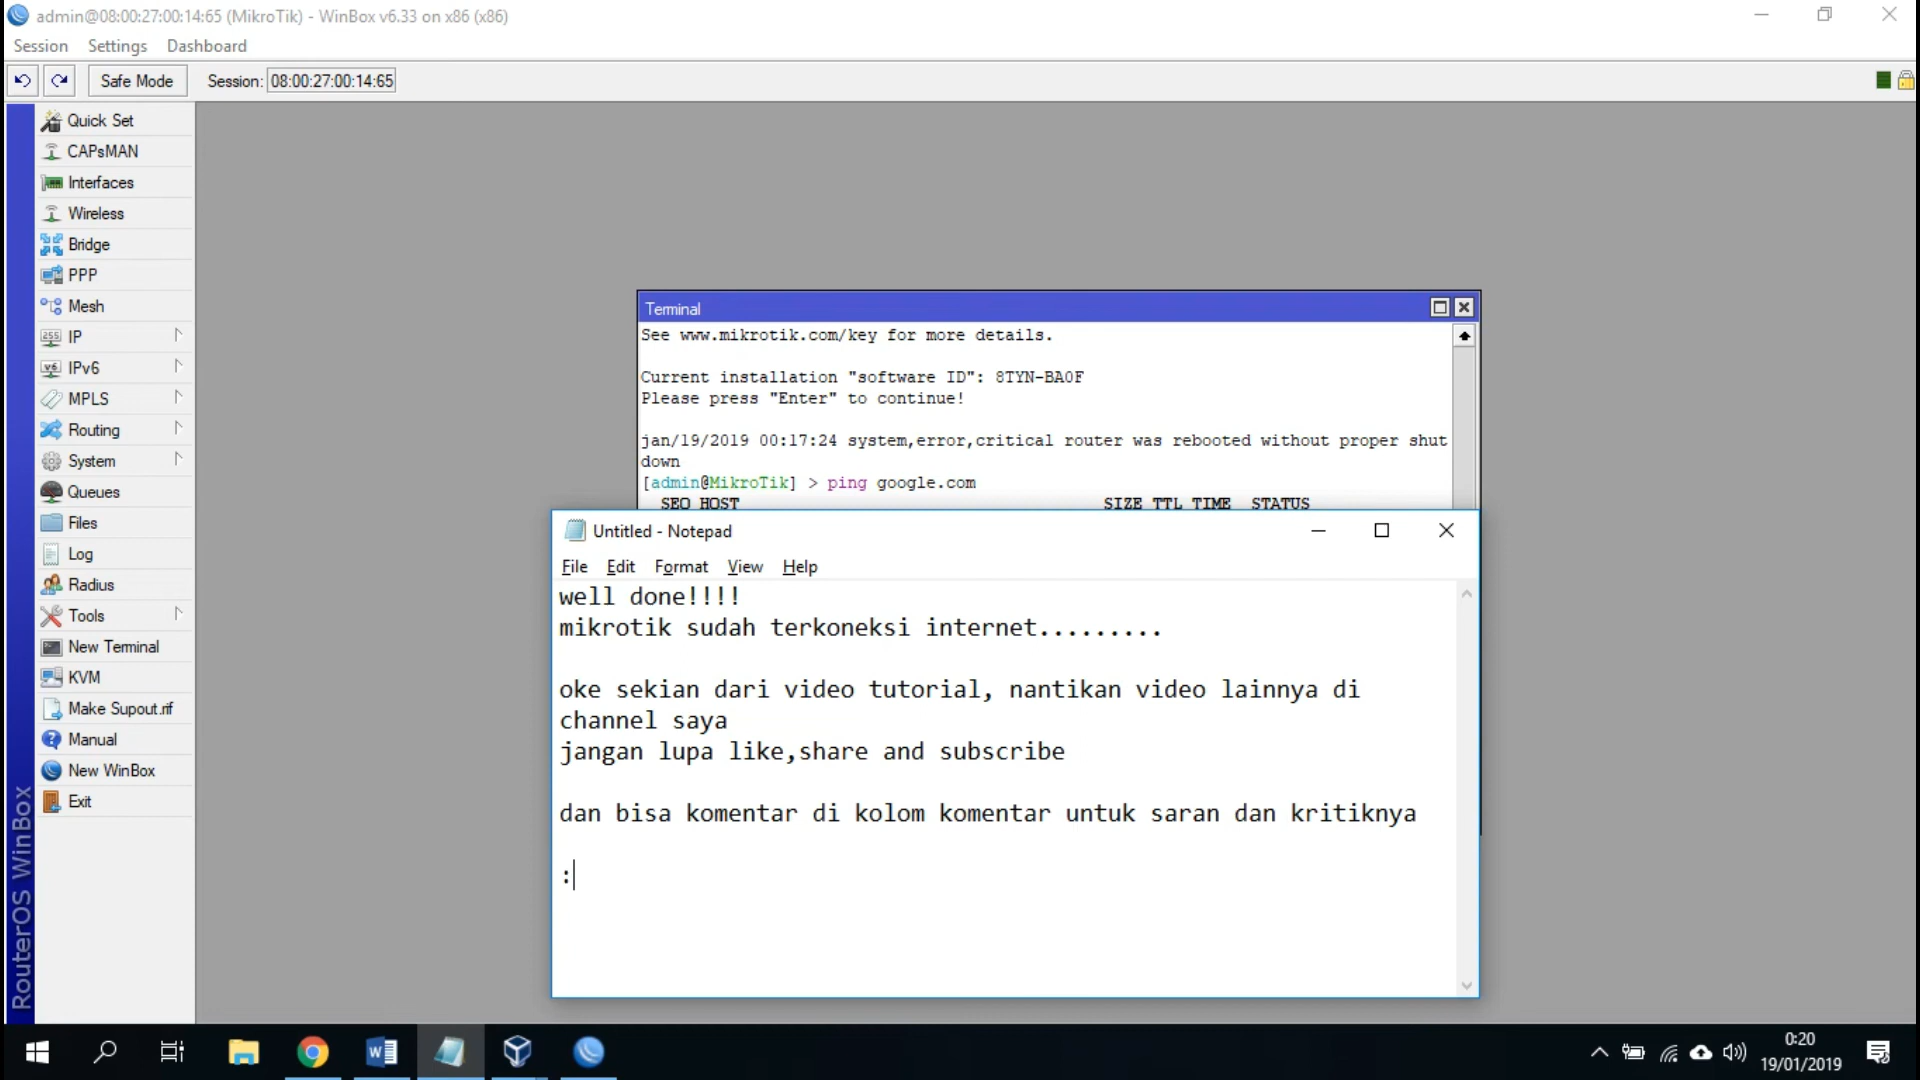 admin@08:00:27:00:14:65 (MikroTik) - WinBox v6.33 on x86 (x86)
Session Settings Dashboard
Safe Mode Session: 08:00:27:00:14:65
Quick Set
CAPsMAN
Interfaces
Wireless
Bridge
PPP
Mesh
IP
IPv6
MPLS
Routing
System
Queues
Files
Log
Radius
Tools
New Terminal
KVM
Make Supout.rif
Manual
New WinBox
Exit
RouterOS WinBox
Terminal
See www.mikrotik.com/key for more details.
Current installation "software ID": 8TYN-BA0F
Please press "Enter" to continue!
jan/19/2019 00:17:24 system,error,critical router was rebooted without proper shut
down
[admin@MikroTik] > ping google.com
SEQ HOST SIZE TTL TIME STATUS
Untitled - Notepad
File Edit Format View Help
well done!!!!
mikrotik sudah terkoneksi internet.........
oke sekian dari video tutorial, nantikan video lainnya di
channel saya
jangan lupa like,share and subscribe
dan bisa komentar di kolom komentar untuk saran dan kritiknya
:
0:20
19/01/2019